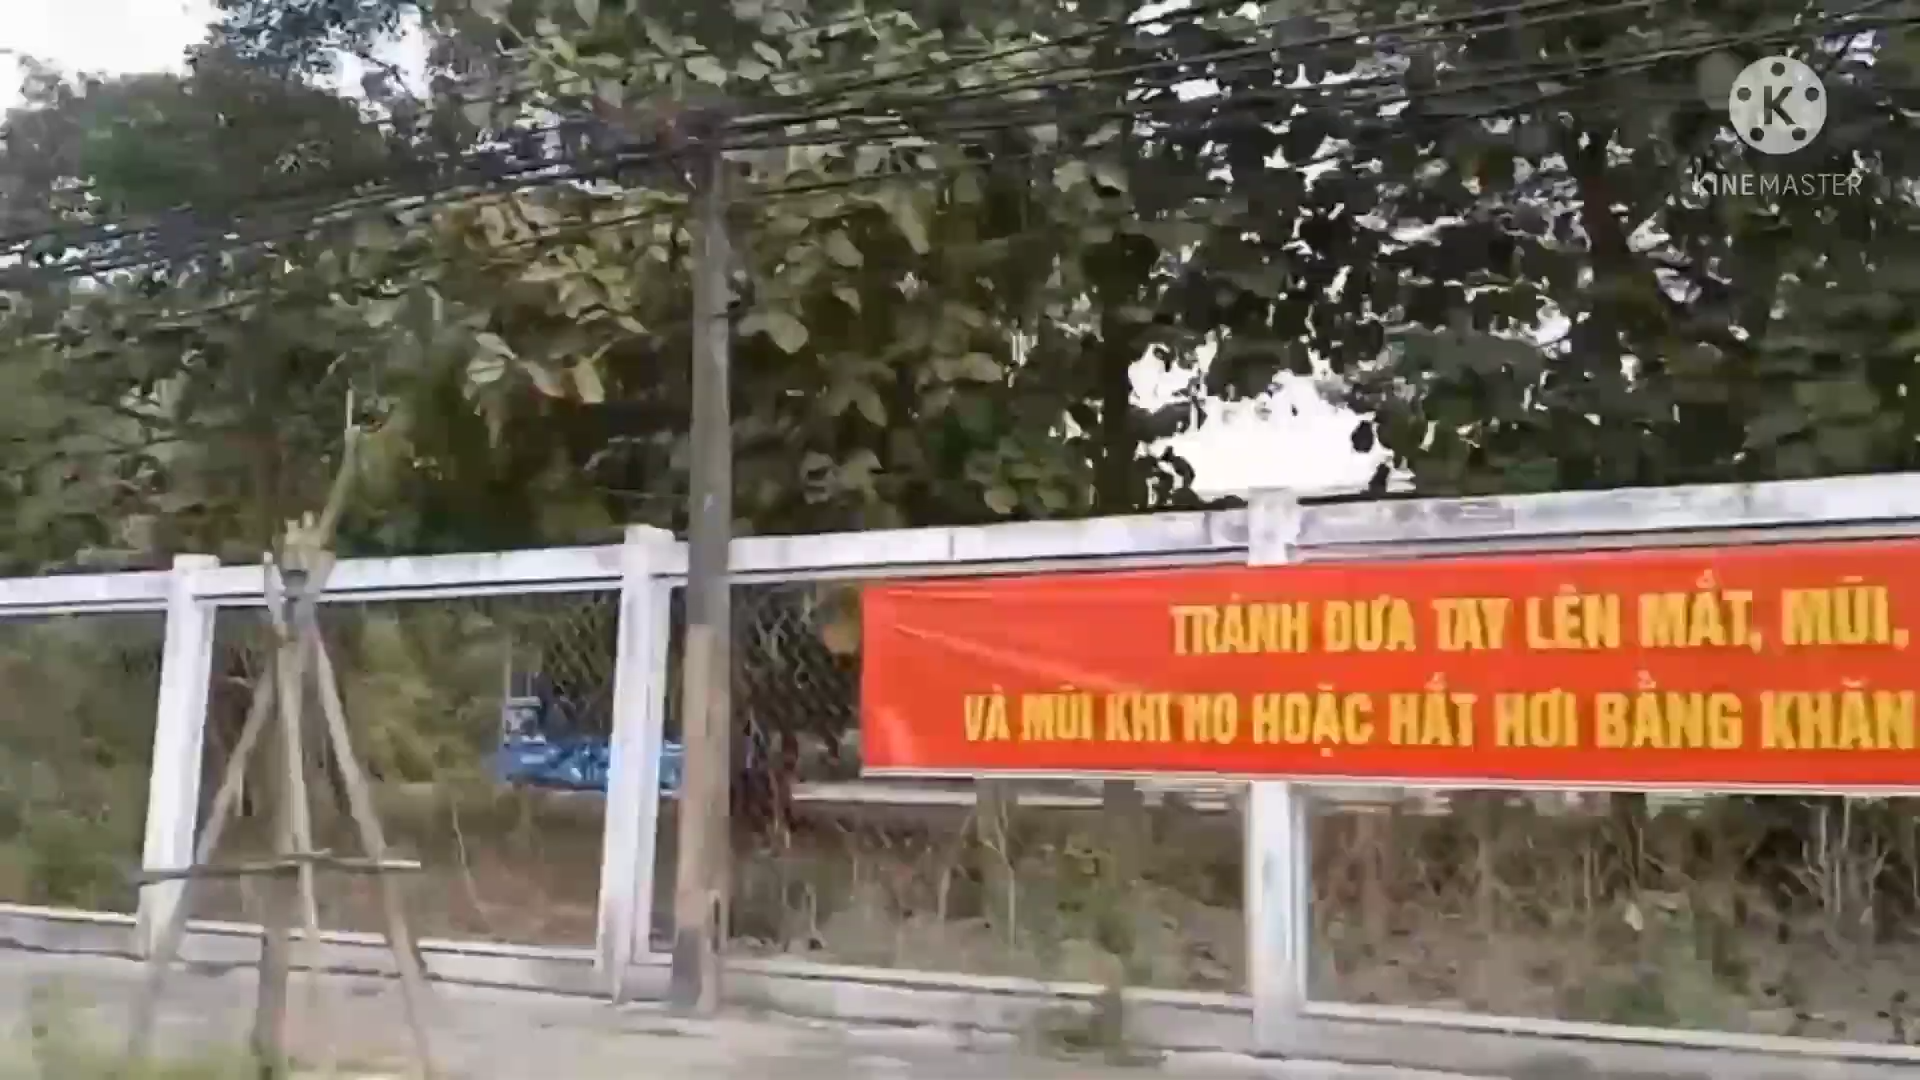 KINEMASTER
TRÁNH ĐƯA TAY LÊN MẮT, MŨI,
VÀ MŨI KHI HO HOẶC HẮT HƠI BẰNG KHĂN